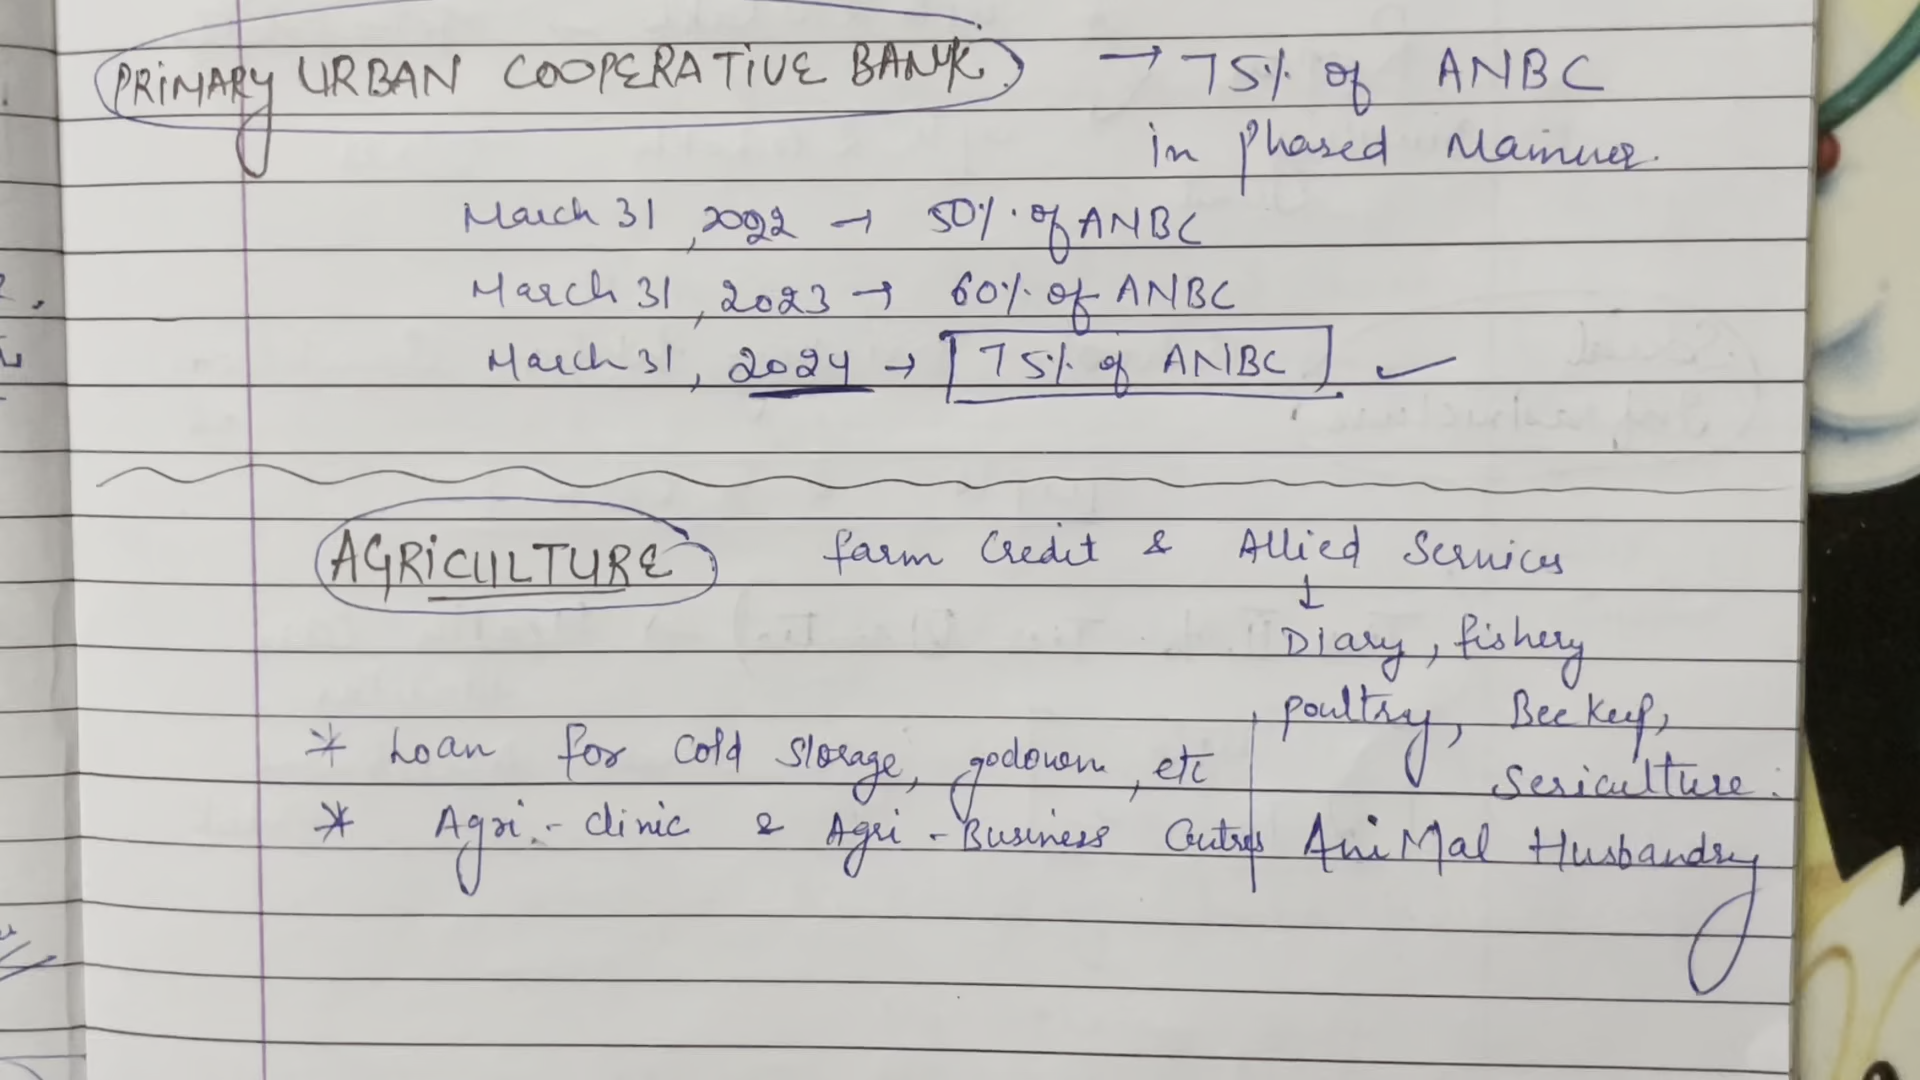 PRIMARY URBAN COOPERATIVE BANK → 75% of ANBC
in phased Mainner.
March 31, 2022 → 50% of ANBC
March 31, 2023 → 60% of ANBC
March 31, 2024 → 75% of ANBC
AGRICULTURE farm Credit & Allied Services
Diary, fishery
poultry, Bee keep,
Sericulture.
Animal Husbandry
* Loan for cold storage, godown, etc
* Agri-clinic & Agri-Business Centres